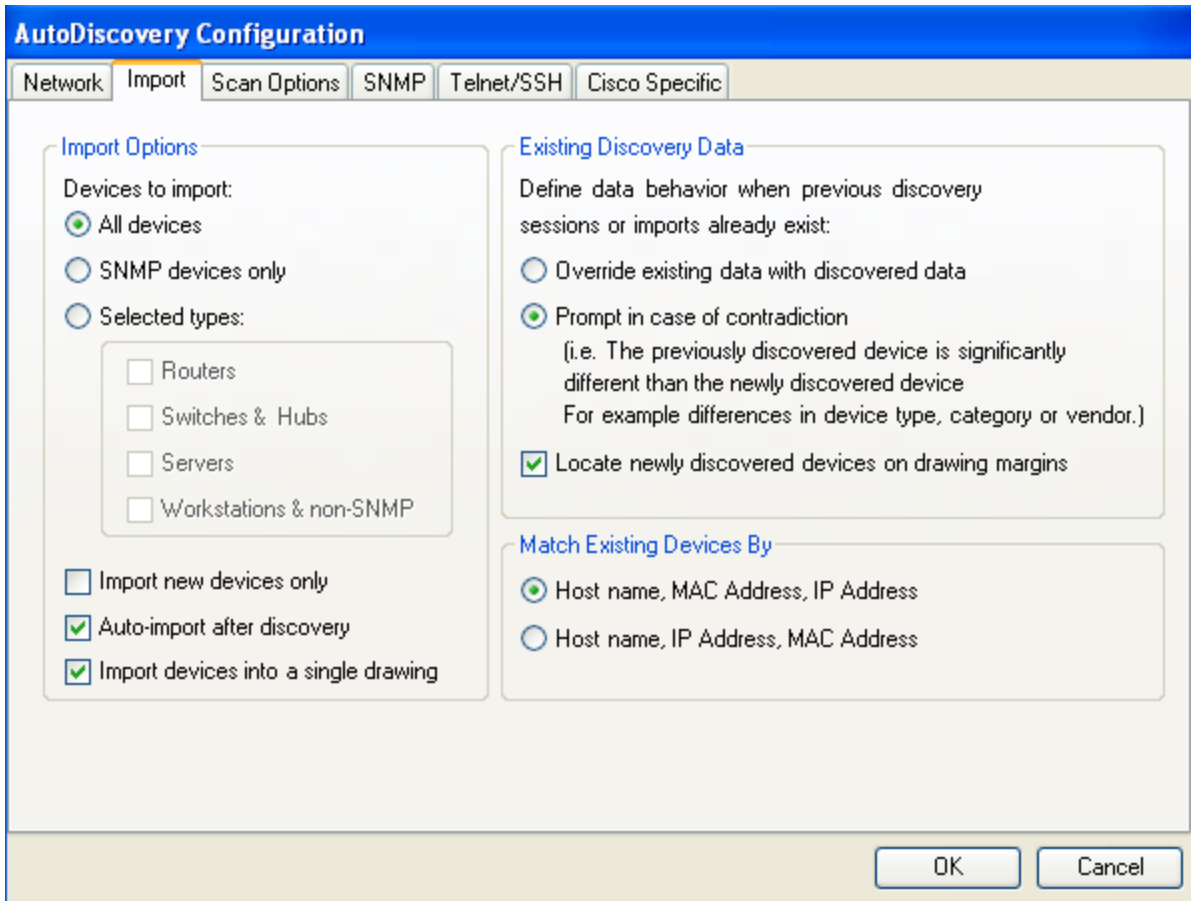 AutoDiscovery Configuration
Network
Import
Scan Options
SNMP
Telnet/SSH
Cisco Specific
Import Options
Devices to import:
All devices
SNMP devices only
Selected types:
Routers
Switches & Hubs
Servers
Workstations & non-SNMP
Import new devices only
Auto-import after discovery
Import devices into a single drawing
Existing Discovery Data
Define data behavior when previous discovery
sessions or imports already exist:
Override existing data with discovered data
Prompt in case of contradiction
(i.e. The previously discovered device is significantly
different than the newly discovered device
For example differences in device type, category or vendor.)
Locate newly discovered devices on drawing margins
Match Existing Devices By
Host name, MAC Address, IP Address
Host name, IP Address, MAC Address
OK
Cancel